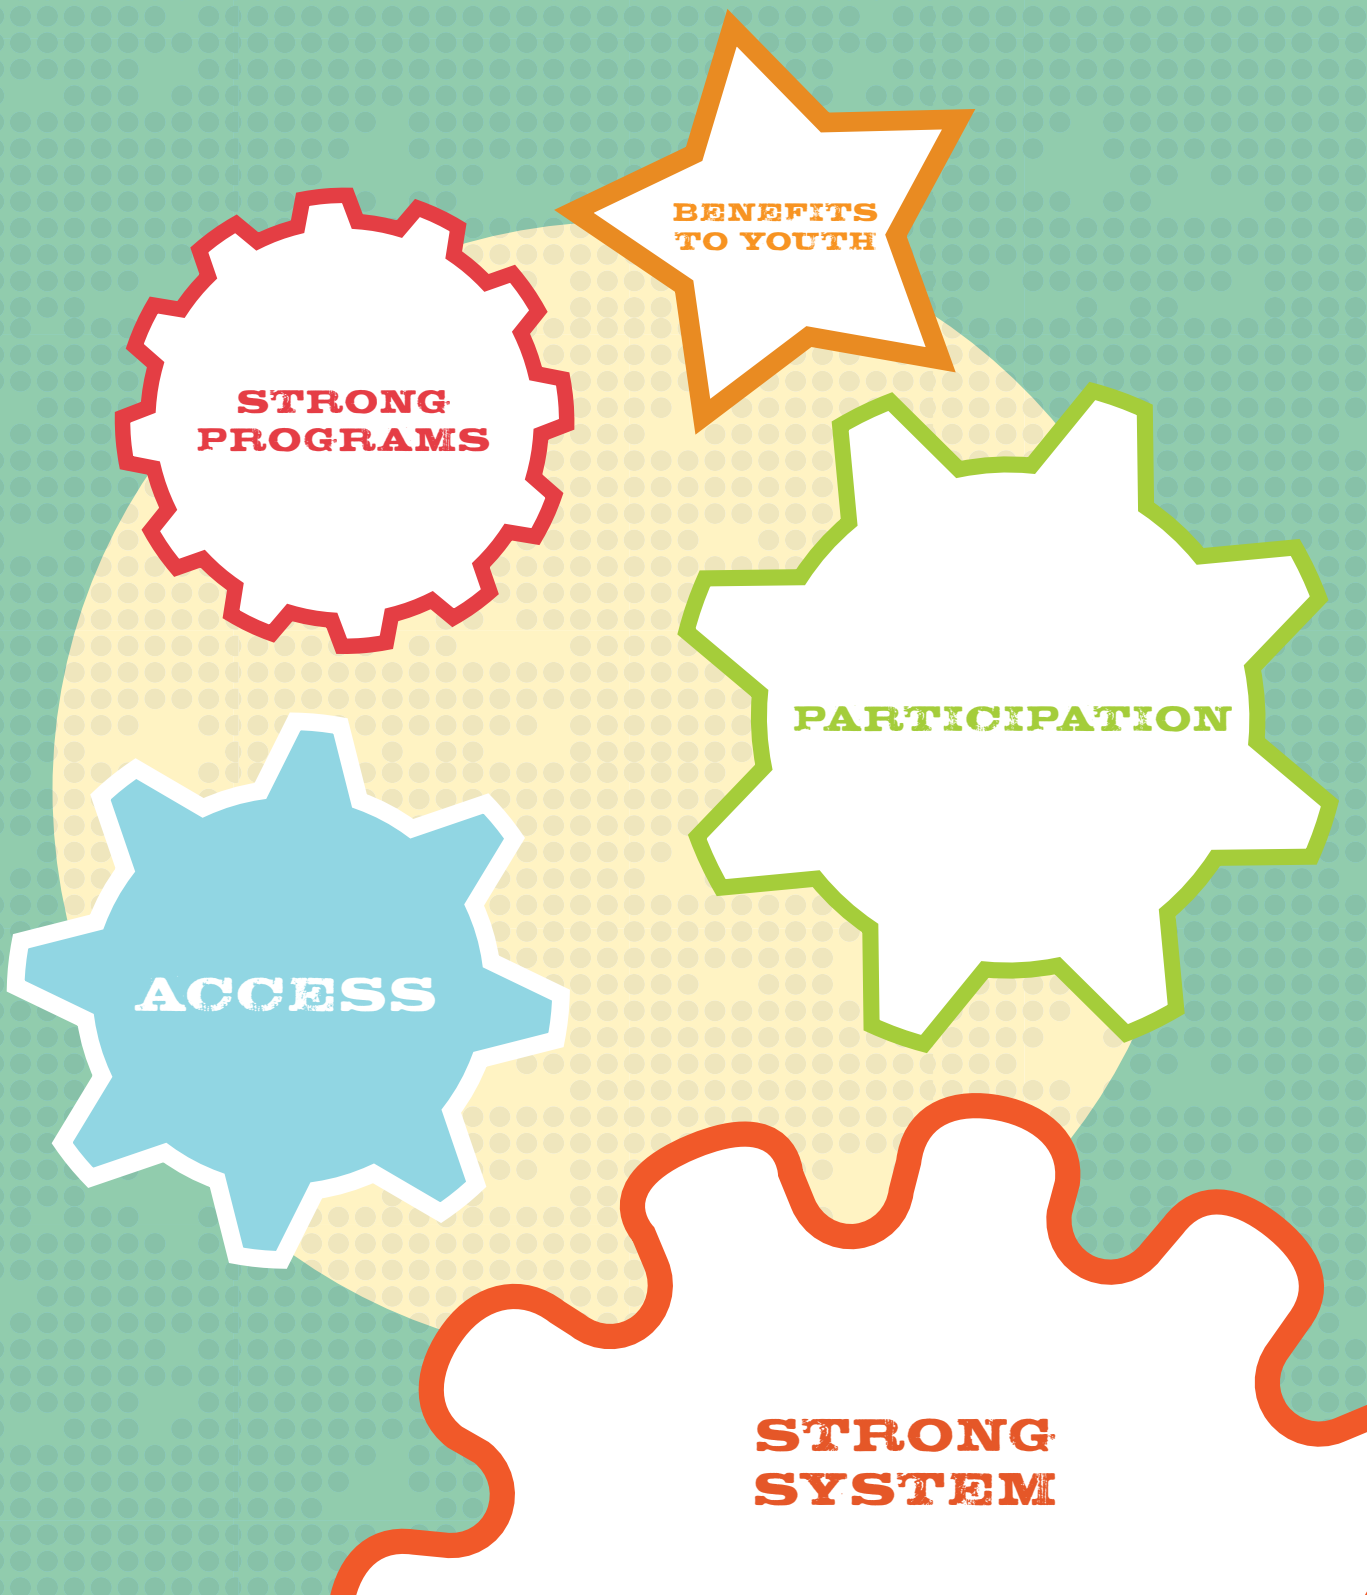 BENEFITS
TO YOUTH
STRONG
PROGRAMS
PARTICIPATION
ACCESS
STRONG
SYSTEM